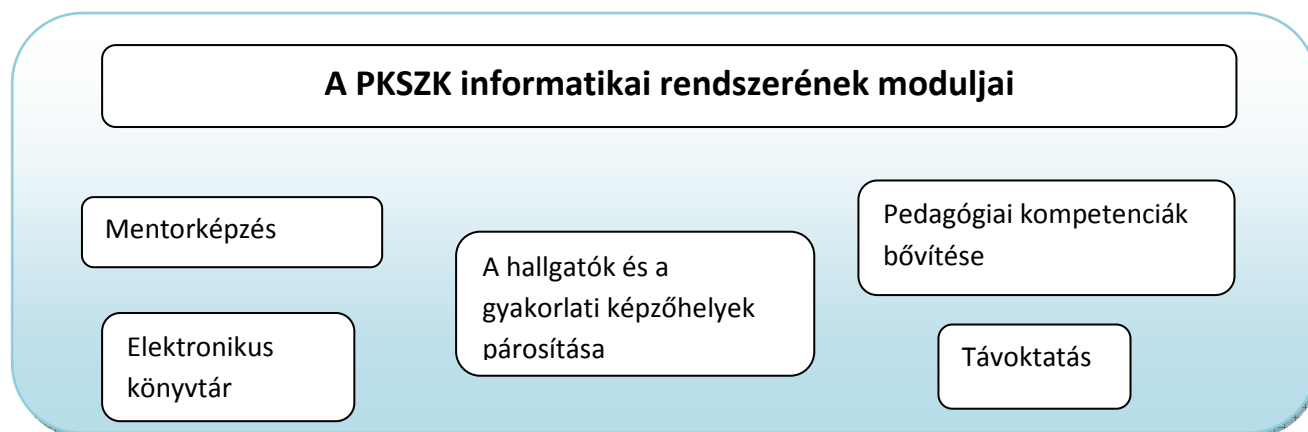 A PKSZK informatikai rendszerének moduljai
Mentorképzés
Elektronikus
könyvtár
A hallgatók és a
gyakorlati képzőhelyek
párosítása
Pedagógiai kompetenciák
bővítése
Távoktatás